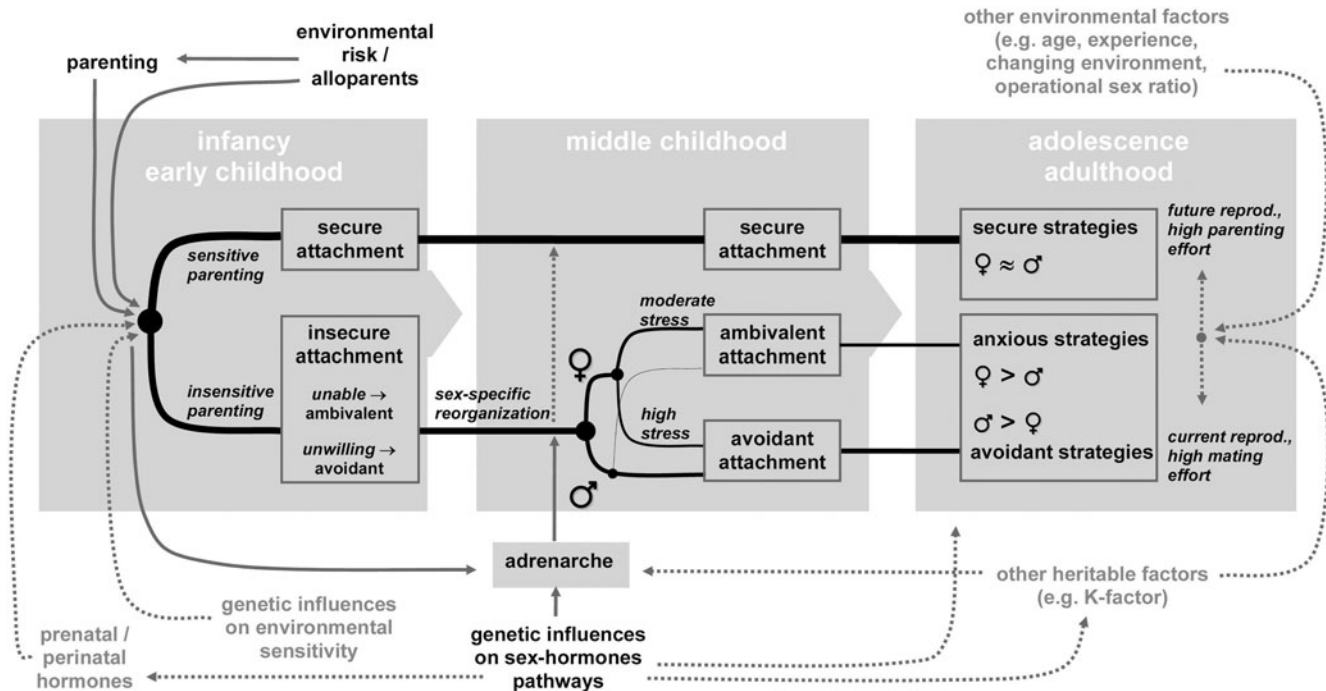 environmental
risk /
alloparents
parenting
other environmental factors
(e.g. age, experience,
changing environment,
operational sex ratio)
infancy
early childhood
middle childhood
adolescence
adulthood
sensitive
parenting
secure
attachment
secure
attachment
secure strategies
♀ ≈ ♂
future reprod.,
high parenting
effort
insensitive
parenting
insecure
attachment
unable →
ambivalent
unwilling →
avoidant
sex-specific
reorganization
♀
♂
moderate
stress
high
stress
ambivalent
attachment
avoidant
attachment
anxious strategies
♀ > ♂
♂ > ♀
avoidant strategies
current reprod.,
high mating
effort
adrenarche
other heritable factors
(e.g. K-factor)
genetic influences
on environmental
sensitivity
prenatal /
perinatal
hormones
genetic influences
on sex-hormones
pathways